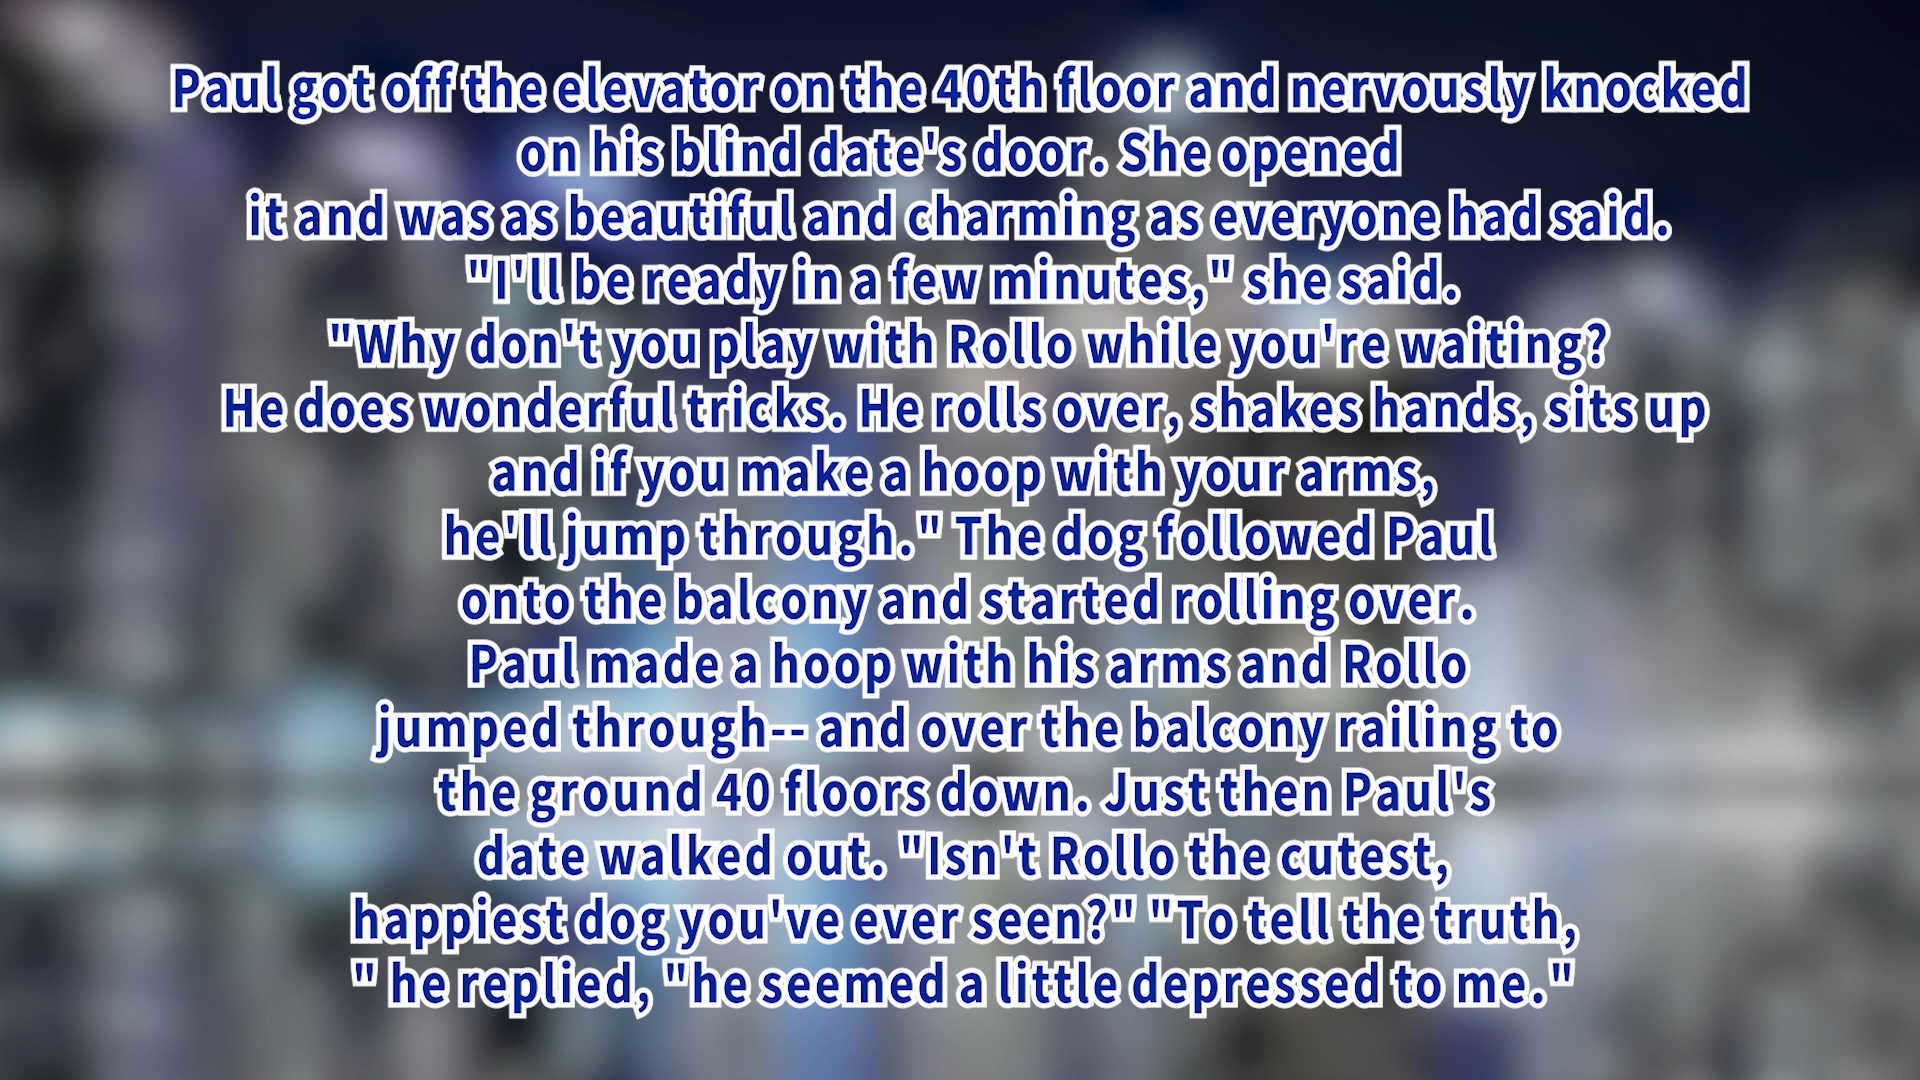 Paul got off the elevator on the 40th floor and nervously knocked
on his blind date's door. She opened
it and was as beautiful and charming as everyone had said.
"I'll be ready in a few minutes," she said.
"Why don't you play with Rollo while you're waiting?
He does wonderful tricks. He rolls over, shakes hands, sits up
and if you make a hoop with your arms,
he'll jump through." The dog followed Paul
onto the balcony and started rolling over.
Paul made a hoop with his arms and Rollo
jumped through-- and over the balcony railing to
the ground 40 floors down. Just then Paul's
date walked out. "Isn't Rollo the cutest,
happiest dog you've ever seen?" "To tell the truth,
" he replied, "he seemed a little depressed to me."